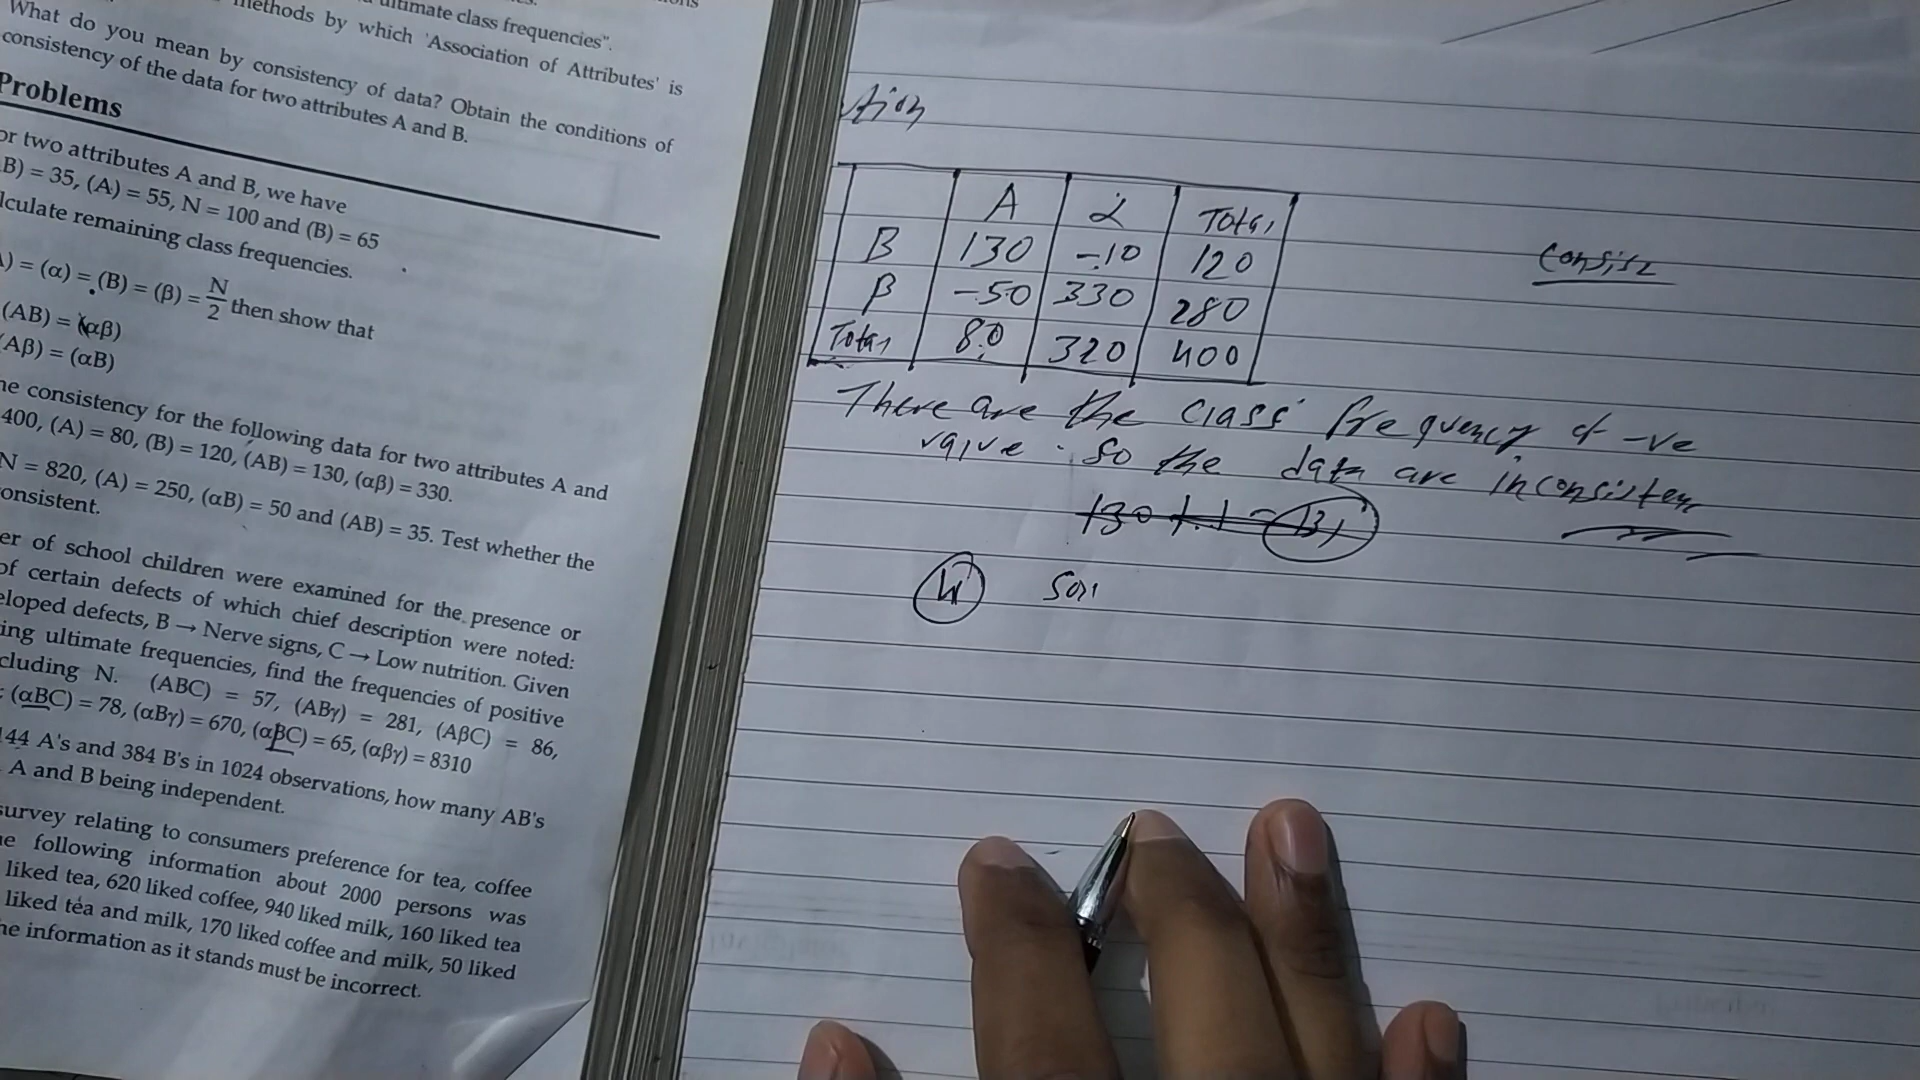 ultimate class frequencies".
methods by which 'Association of Attributes' is
What do you mean by consistency of data? Obtain the conditions of
consistency of the data for two attributes A and B.
Problems
or two attributes A and B, we have
B) = 35, (A) = 55, N = 100 and (B) = 65
lculate remaining class frequencies.
) = (α) = (B) = (β) = N/2 then show that
(AB) = (αβ)
(Aβ) = (αB)
he consistency for the following data for two attributes A and
400, (A) = 80, (B) = 120, (AB) = 130, (αβ) = 330.
N = 820, (A) = 250, (αB) = 50 and (AB) = 35. Test whether the
onsistent.
er of school children were examined for the presence or
of certain defects of which chief description were noted:
eloped defects, B → Nerve signs, C → Low nutrition. Given
ing ultimate frequencies, find the frequencies of positive
cluding N. (ABC) = 57, (ABγ) = 281, (AβC) = 86,
(αBC) = 78, (αBγ) = 670, (αβC) = 65, (αβγ) = 8310
144 A's and 384 B's in 1024 observations, how many AB's
A and B being independent.
survey relating to consumers preference for tea, coffee
he following information about 2000 persons was
liked tea, 620 liked coffee, 940 liked milk, 160 liked tea
liked tea and milk, 170 liked coffee and milk, 50 liked
he information as it stands must be incorrect.
A α Total
B 130 -10 120
β -50 330 280
Total 80 320 400
There are the class frequency of -ve
value. So the data are inconsisten